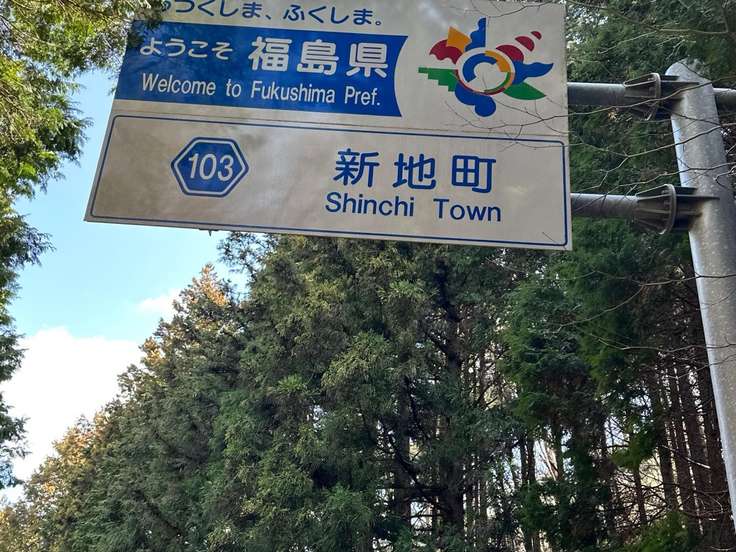 うつくしま、ふくしま。
ようこそ 福島県
Welcome to Fukushima Pref.
103
新地町
Shinchi Town